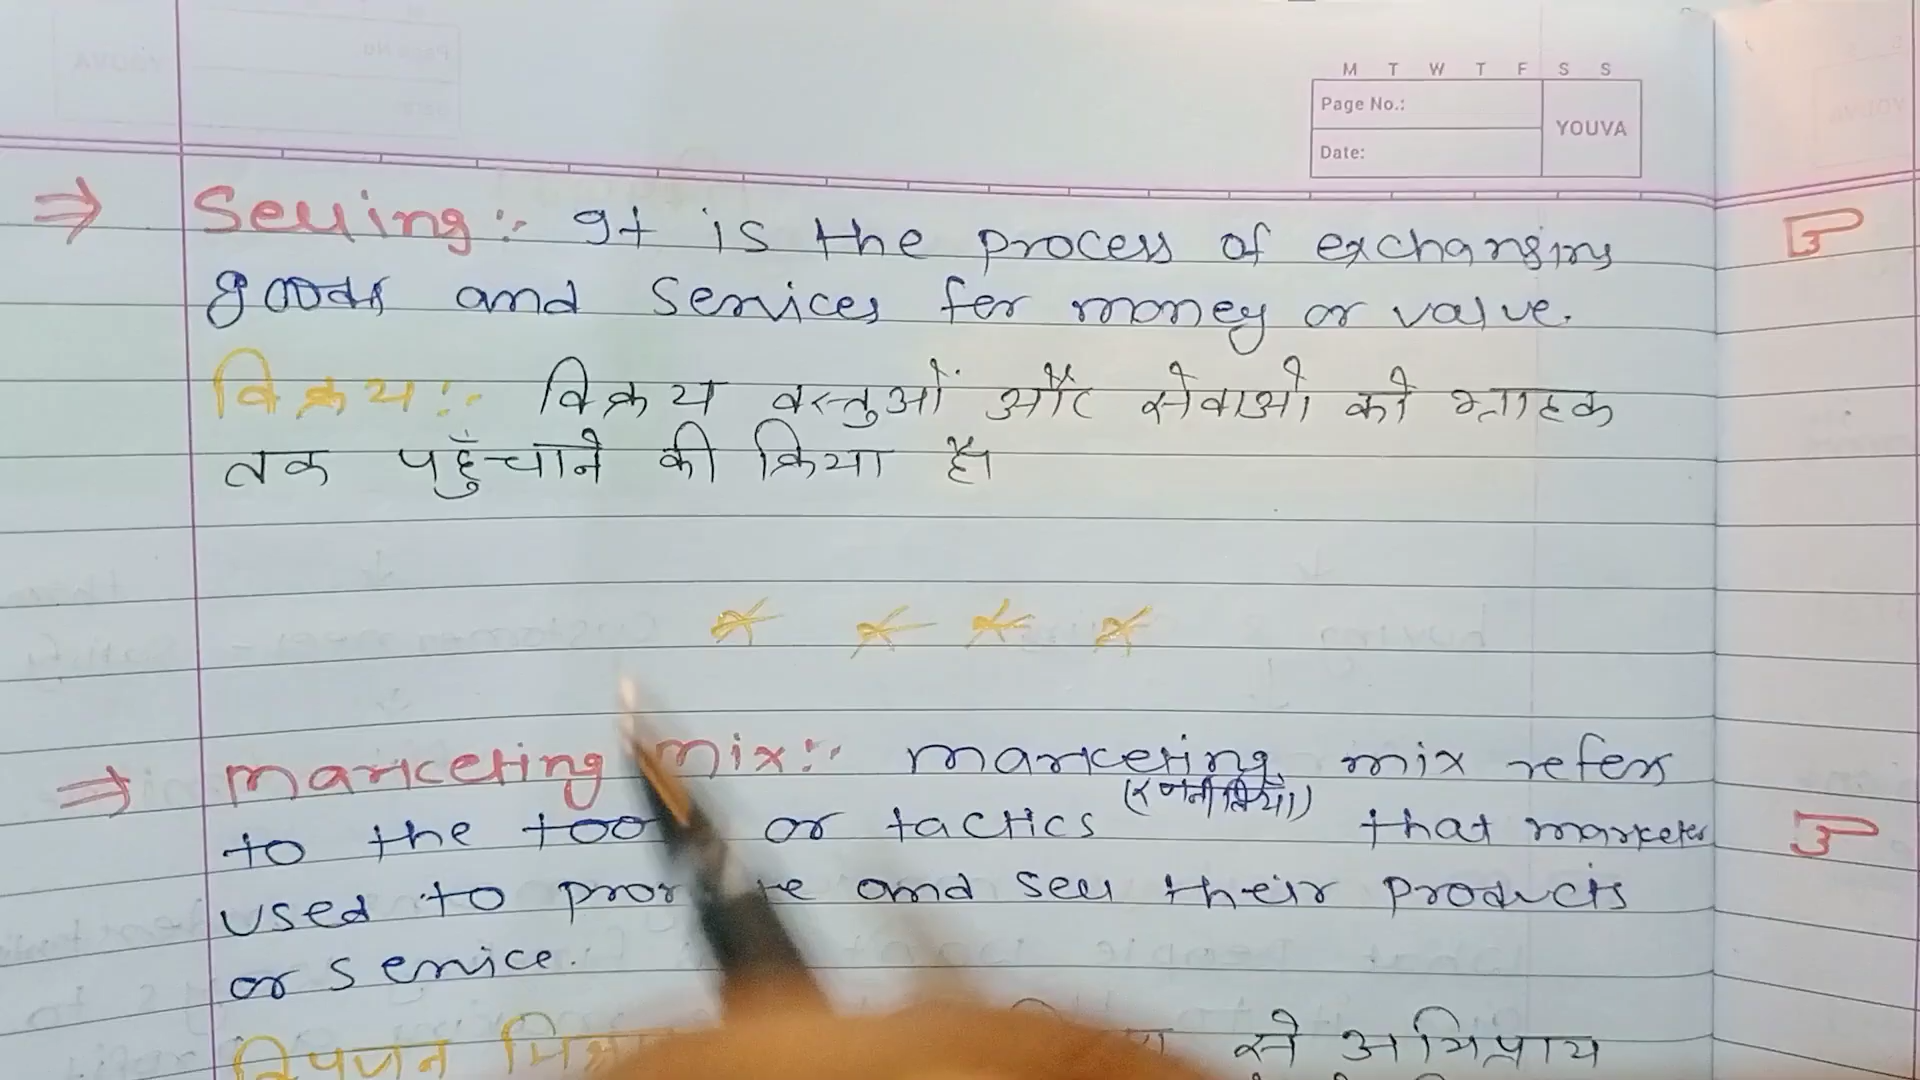 M T W T F S S
Page No.:
YOUVA
Date:
⇒ Selling:- It is the process of exchanging
goods and services for money or value.
विक्रय:- विक्रय वस्तुओं और सेवाओ को ग्राहक
तक पहुँचाने की क्रिया है।
⇒ Marketing mix:- marketing mix refers
to the or tactics (रणनीतियों) that marketer
used to and sell their products
or service.
विपणन से अभिप्राय